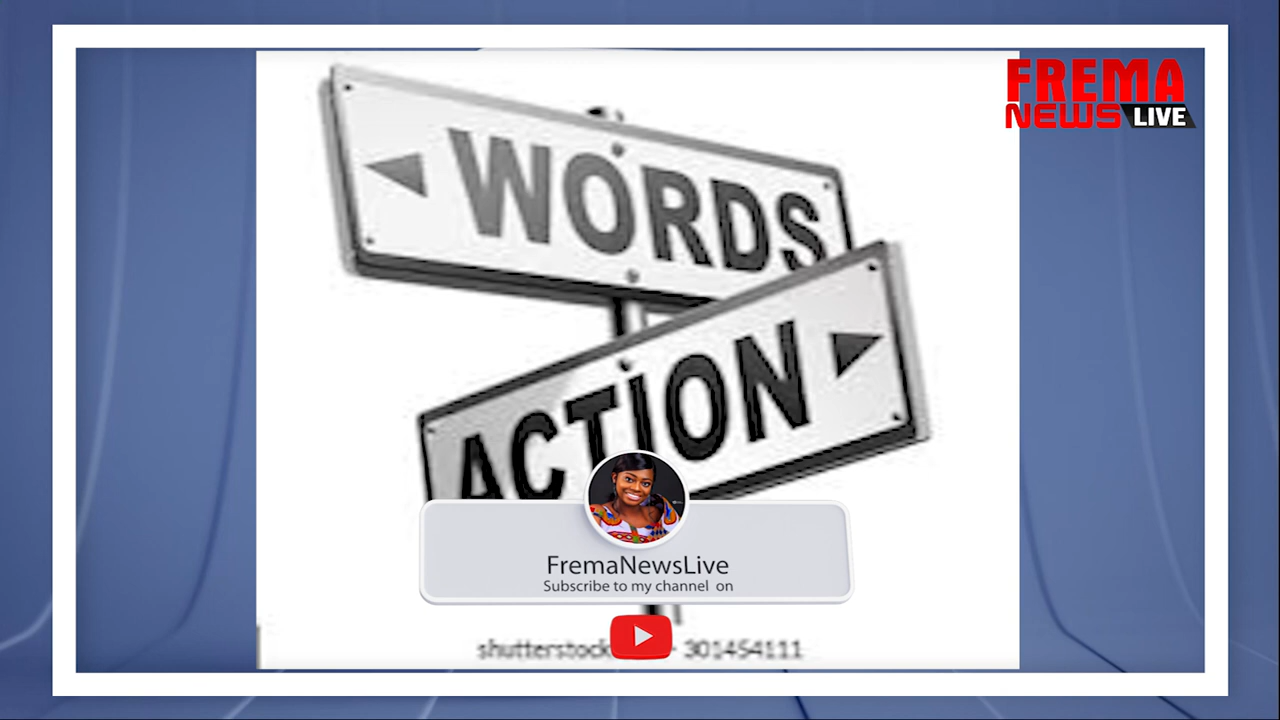 FREMA
NEWS LIVE
WORDS
ACTION
FremaNewsLive
Subscribe to my channel on
shutterstock 301454111